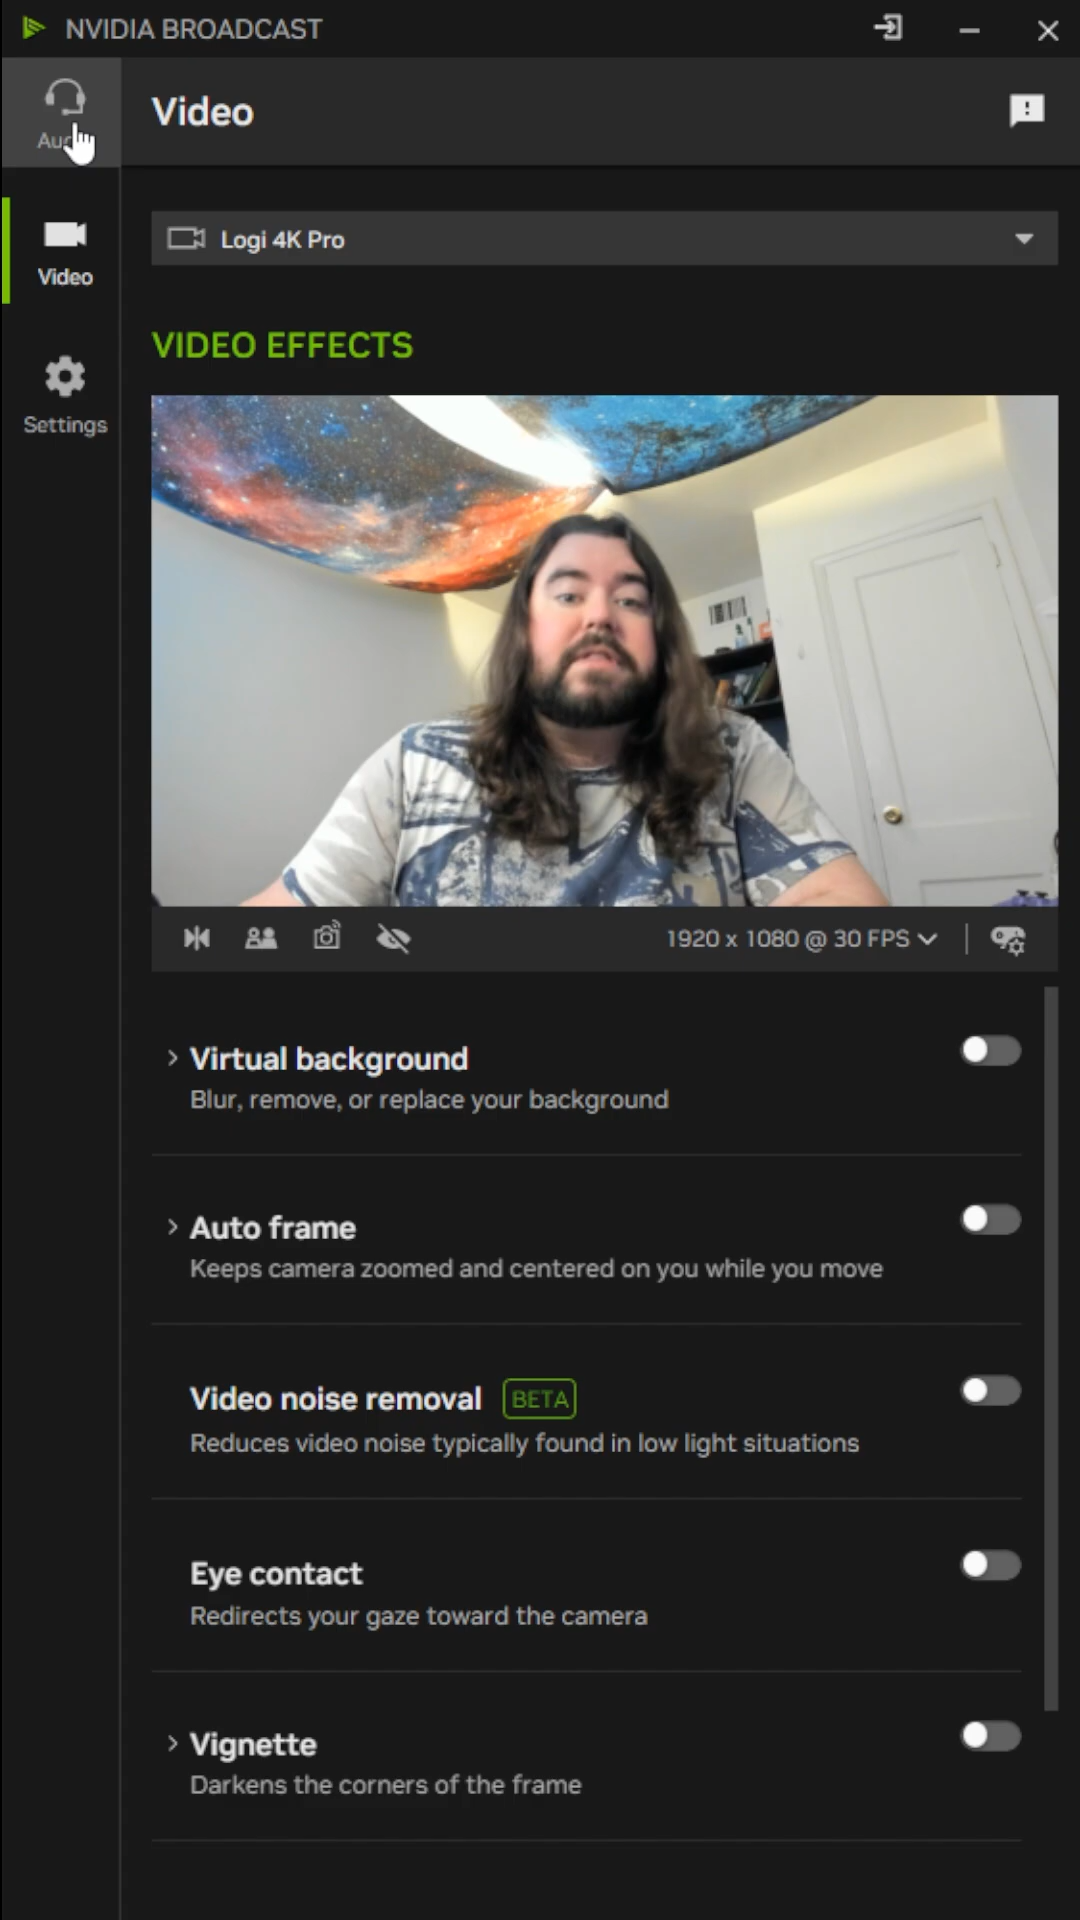 NVIDIA BROADCAST
Video
Video
Settings
Logi 4K Pro
VIDEO EFFECTS
1920 x 1080 @ 30 FPS
Virtual background
Blur, remove, or replace your background
Auto frame
Keeps camera zoomed and centered on you while you move
Video noise removal BETA
Reduces video noise typically found in low light situations
Eye contact
Redirects your gaze toward the camera
Vignette
Darkens the corners of the frame